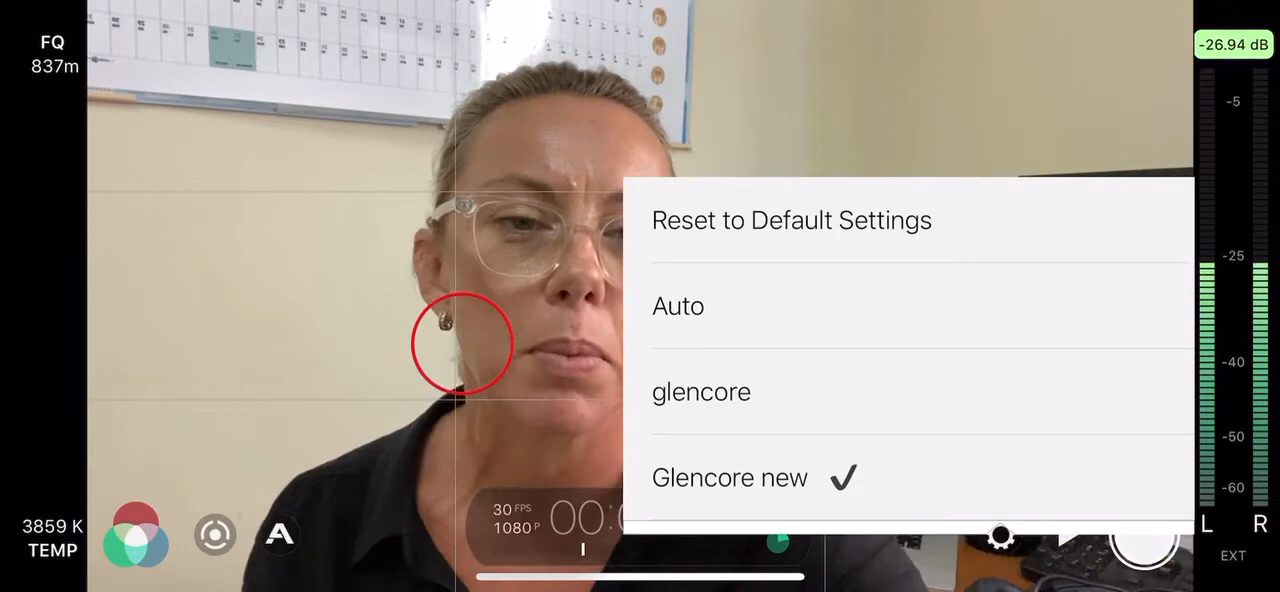 FQ
837m
-26.94 dB
-5
-25
-40
-50
-60
L R
EXT
Reset to Default Settings
Auto
glencore
Glencore new
30 FPS
1080 P
00:
3859 K
TEMP
A